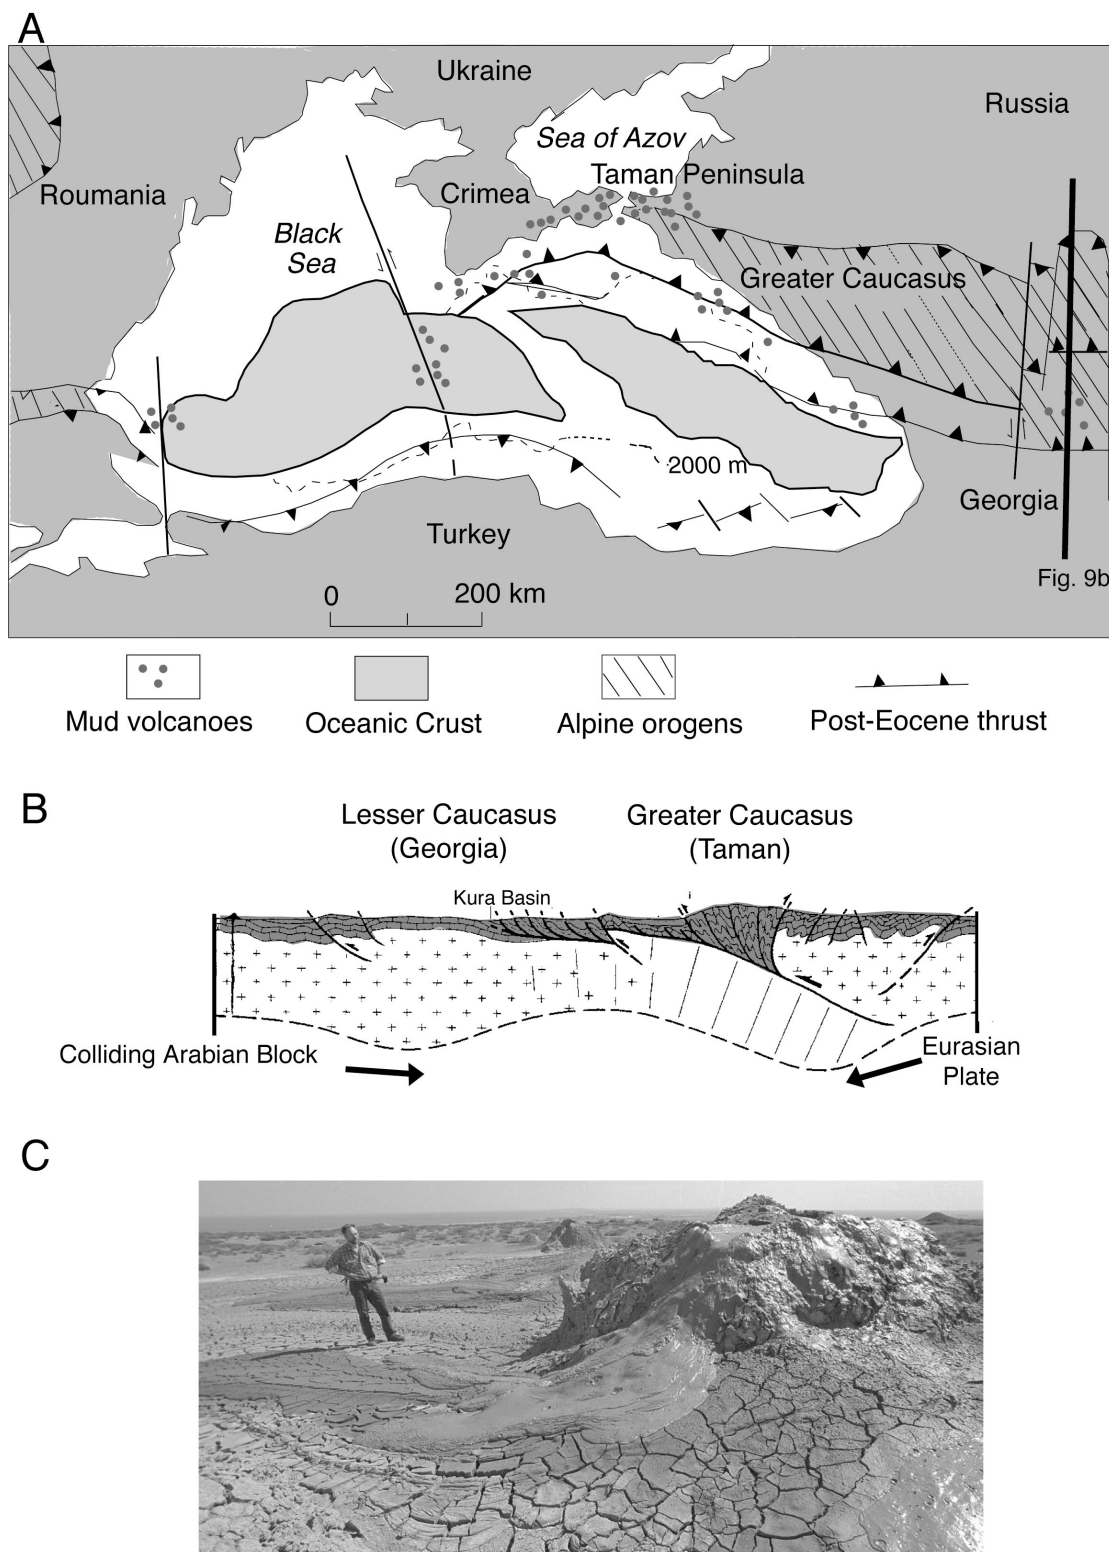 A
Ukraine
Russia
Sea of Azov
Taman Peninsula
Roumania
Crimea
Black
Sea
Greater Caucasus
2000 m
Georgia
Turkey
0
200 km
Fig. 9b
Mud volcanoes
Oceanic Crust
Alpine orogens
Post-Eocene thrust
B
Lesser Caucasus
(Georgia)
Greater Caucasus
(Taman)
Kura Basin
Colliding Arabian Block
Eurasian
Plate
C